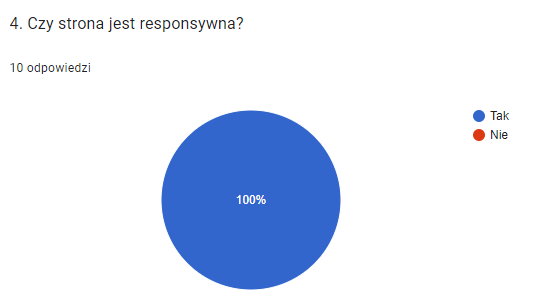 4. Czy strona jest responsywna?
10 odpowiedzi
Tak
Nie
100%